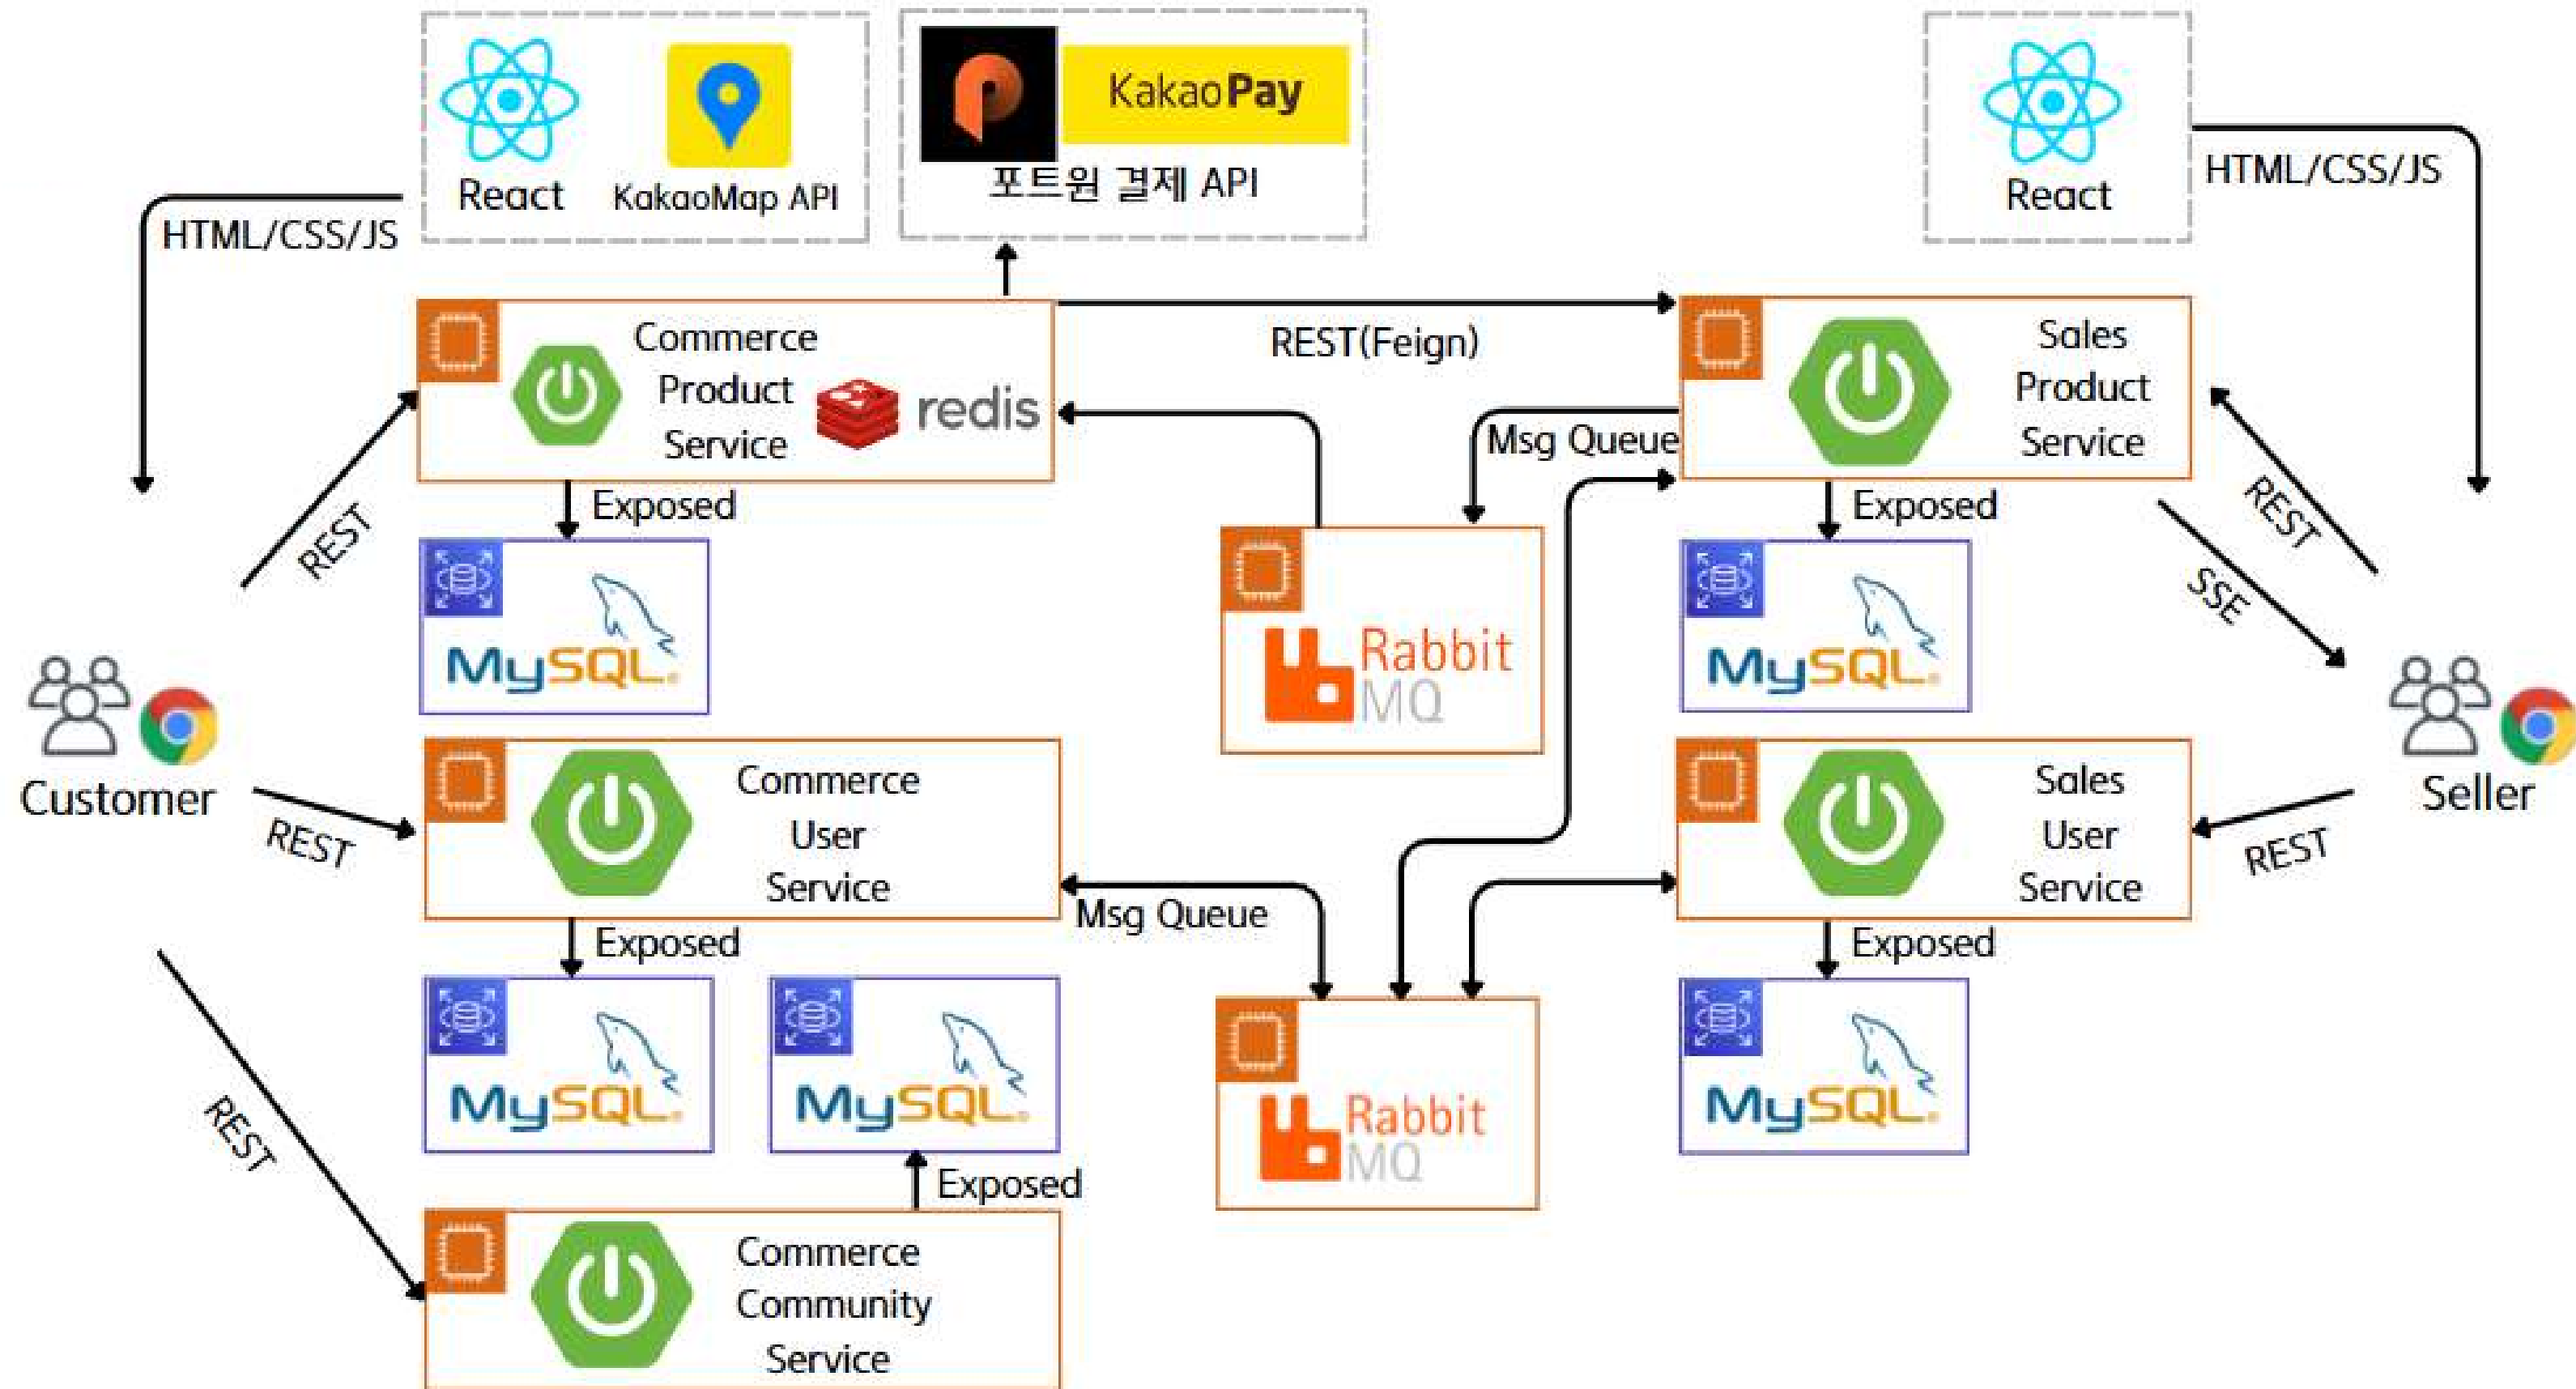 React
KakaoMap API
KakaoPay
포트원 결제 API
React
HTML/CSS/JS
HTML/CSS/JS
Commerce
Product
Service
redis
REST(Feign)
Sales
Product
Service
Msg Queue
REST
Exposed
Exposed
REST
SSE
MySQL
Rabbit
MQ
MySQL
Customer
Seller
REST
Commerce
User
Service
Sales
User
Service
REST
Msg Queue
Exposed
Exposed
MySQL
MySQL
Rabbit
MQ
MySQL
REST
Exposed
Commerce
Community
Service